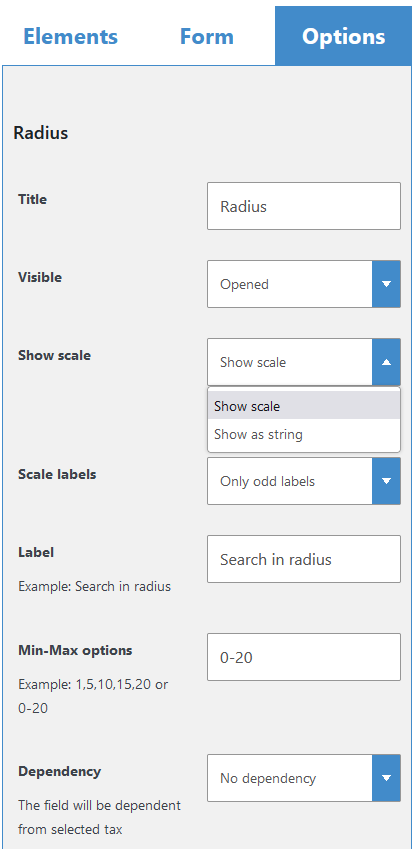 Elements Form Options
Radius
Title Radius
Visible Opened
Show scale Show scale
Show scale
Show as string
Scale labels Only odd labels
Label Search in radius
Example: Search in radius
Min-Max options 0-20
Example: 1,5,10,15,20 or
0-20
Dependency No dependency
The field will be dependent
from selected tax